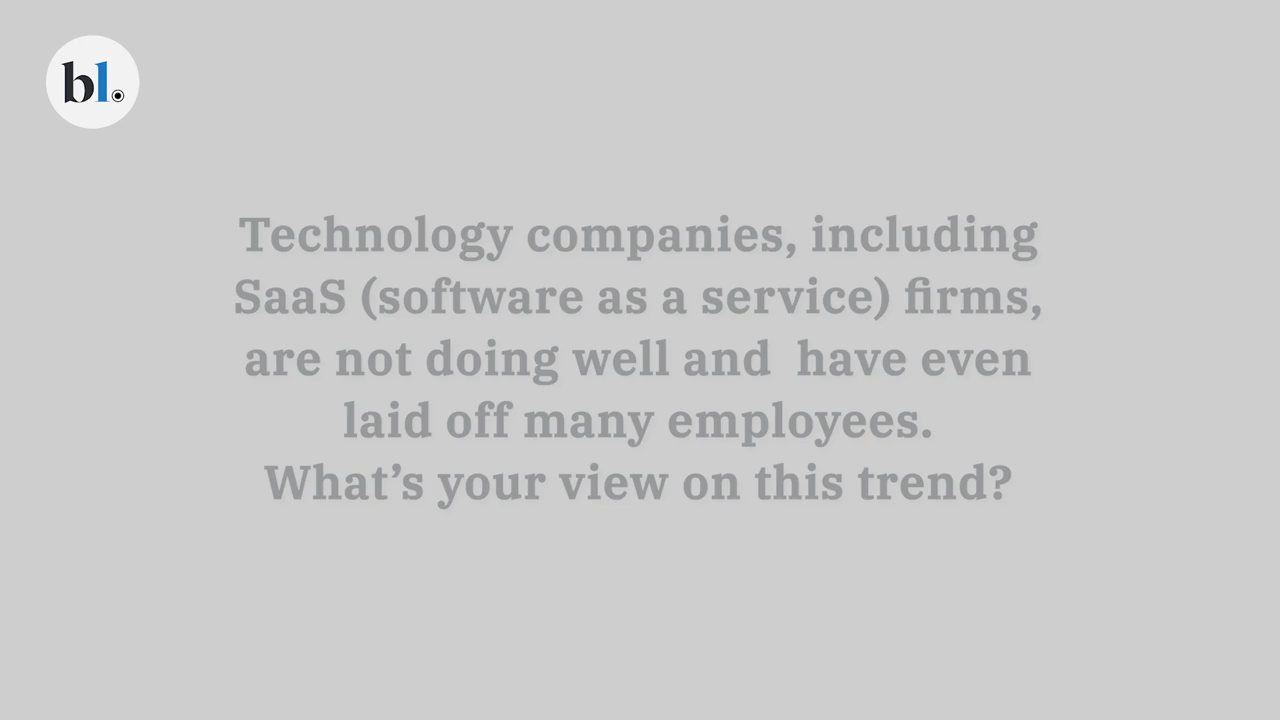 bl.
Technology companies, including
SaaS (software as a service) firms,
are not doing well and  have even
laid off many employees.
What’s your view on this trend?